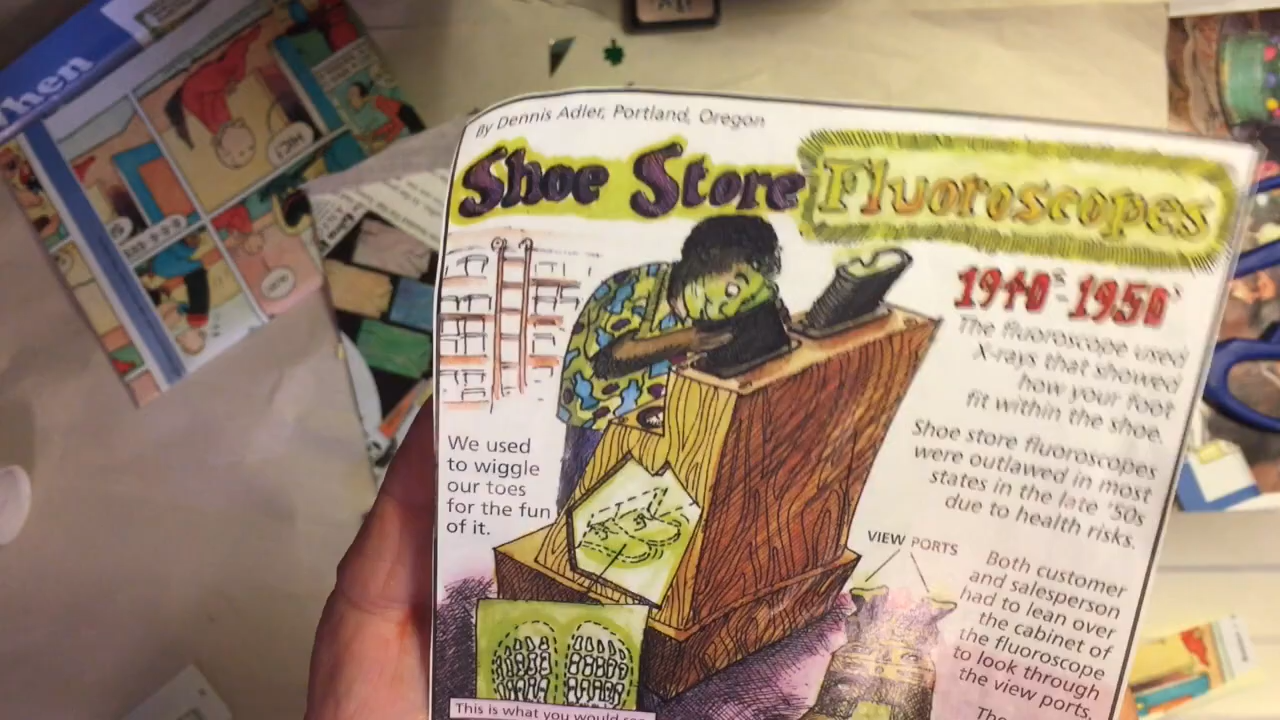 hen
By Dennis Adler, Portland, Oregon
Shoe Store Fluoroscopes
1940s-1950s
The fluoroscope used
X-rays that showed
how your foot
fit within the shoe.
Shoe store fluoroscopes
were outlawed in most
states in the late '50s
due to health risks.
We used
to wiggle
our toes
for the fun
of it.
VIEW PORTS
Both customer
and salesperson
had to lean over
the cabinet of
the fluoroscope
to look through
the view ports.
The
This is what you would see